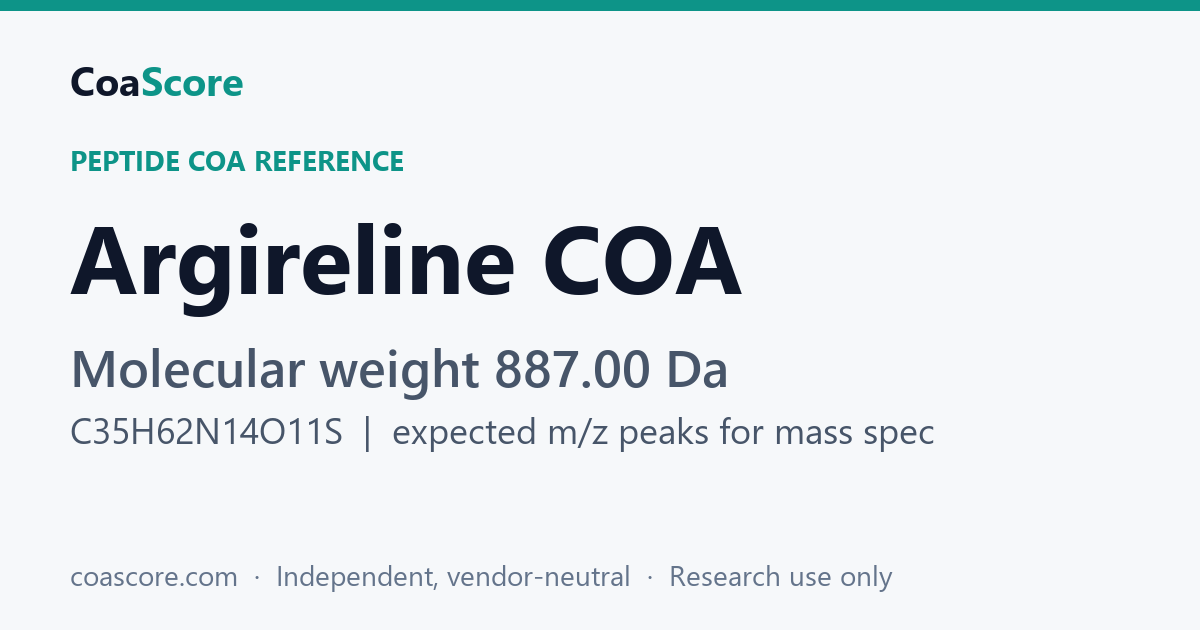 CoaScore
PEPTIDE COA REFERENCE
Argireline COA
Molecular weight 887.00 Da
C35H62N14O11S | expected m/z peaks for mass spec
coascore.com · Independent, vendor-neutral · Research use only